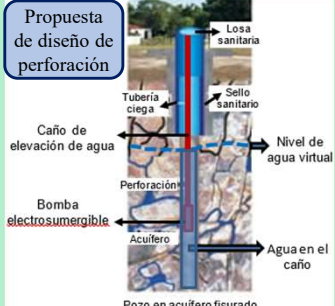 Propuesta
de diseño de
perforación
Losa
sanitaria
Tubería
ciega
Sello
sanitario
Caño de
elevación de agua
Nivel de
agua virtual
Perforación
Bomba
electrosumergible
Acuífero
Agua en el
caño
Pozo en acuífero fisurado